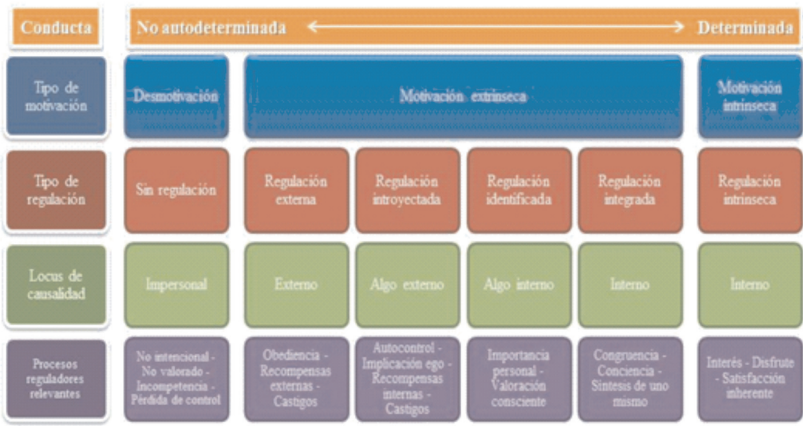 Conducta
No autodeterminada
Determinada
Tipo de
motivación
Desmotivación
Motivación extrínseca
Motivación
intrínseca
Tipo de
regulación
Sin regulación
Regulación
externa
Regulación
introyectada
Regulación
identificada
Regulación
integrada
Regulación
intrínseca
Locus de
causalidad
Impersonal
Externo
Algo externo
Algo interno
Interno
Interno
Procesos
reguladores
relevantes
No intencional -
No valorado -
Incompetencia -
Pérdida de control
Obediencia -
Recompensas
externas -
Castigos
Autocontrol -
Implicación ego -
Recompensas
internas -
Castigos
Importancia
personal -
Valoración
consciente
Congruencia -
Conciencia -
Síntesis de uno
mismo
Interés - Disfrute
- Satisfacción
inherente